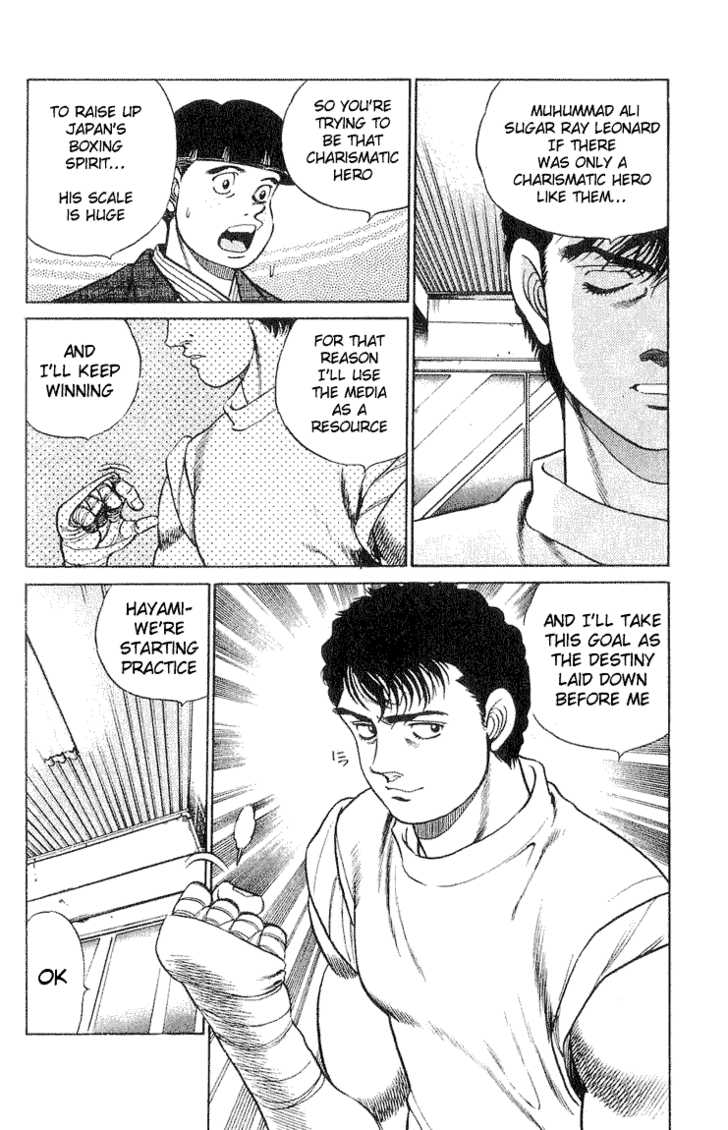 MUHUMMAD ALI
SUGAR RAY LEONARD
IF THERE
WAS ONLY A
CHARISMATIC HERO
LIKE THEM...
SO YOU'RE
TRYING TO
BE THAT
CHARISMATIC
HERO
TO RAISE UP
JAPAN'S
BOXING
SPIRIT...
HIS SCALE
IS HUGE
FOR THAT
REASON
I'LL USE
THE MEDIA
AS A
RESOURCE
AND
I'LL KEEP
WINNING
AND I'LL TAKE
THIS GOAL AS
THE DESTINY
LAID DOWN
BEFORE ME
ニっ
HAYAMI-
WE'RE
STARTING
PRACTICE
OK